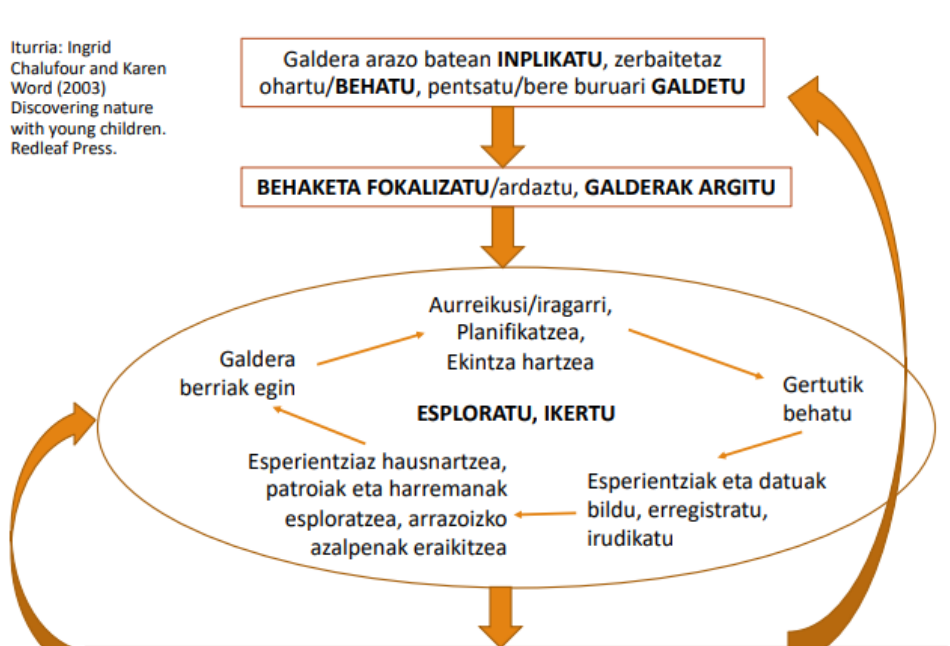 Iturria: Ingrid
Chalufour and Karen
Word (2003)
Discovering nature
with young children.
Redleaf Press.
Galdera arazo batean INPLIKATU, zerbaitetaz
ohartu/BEHATU, pentsatu/bere buruari GALDETU
BEHAKETA FOKALIZATU/ardaztu, GALDERAK ARGITU
Aurreikusi/iragarri,
Planifikatzea,
Ekintza hartzea
Gertutik
behatu
Esperientziak eta datuak
bildu, erregistratu,
irudikatu
Esperientziaz hausnartzea,
patroiak eta harremanak
esploratzea, arrazoizko
azalpenak eraikitzea
Galdera
berriak egin
ESPLORATU, IKERTU